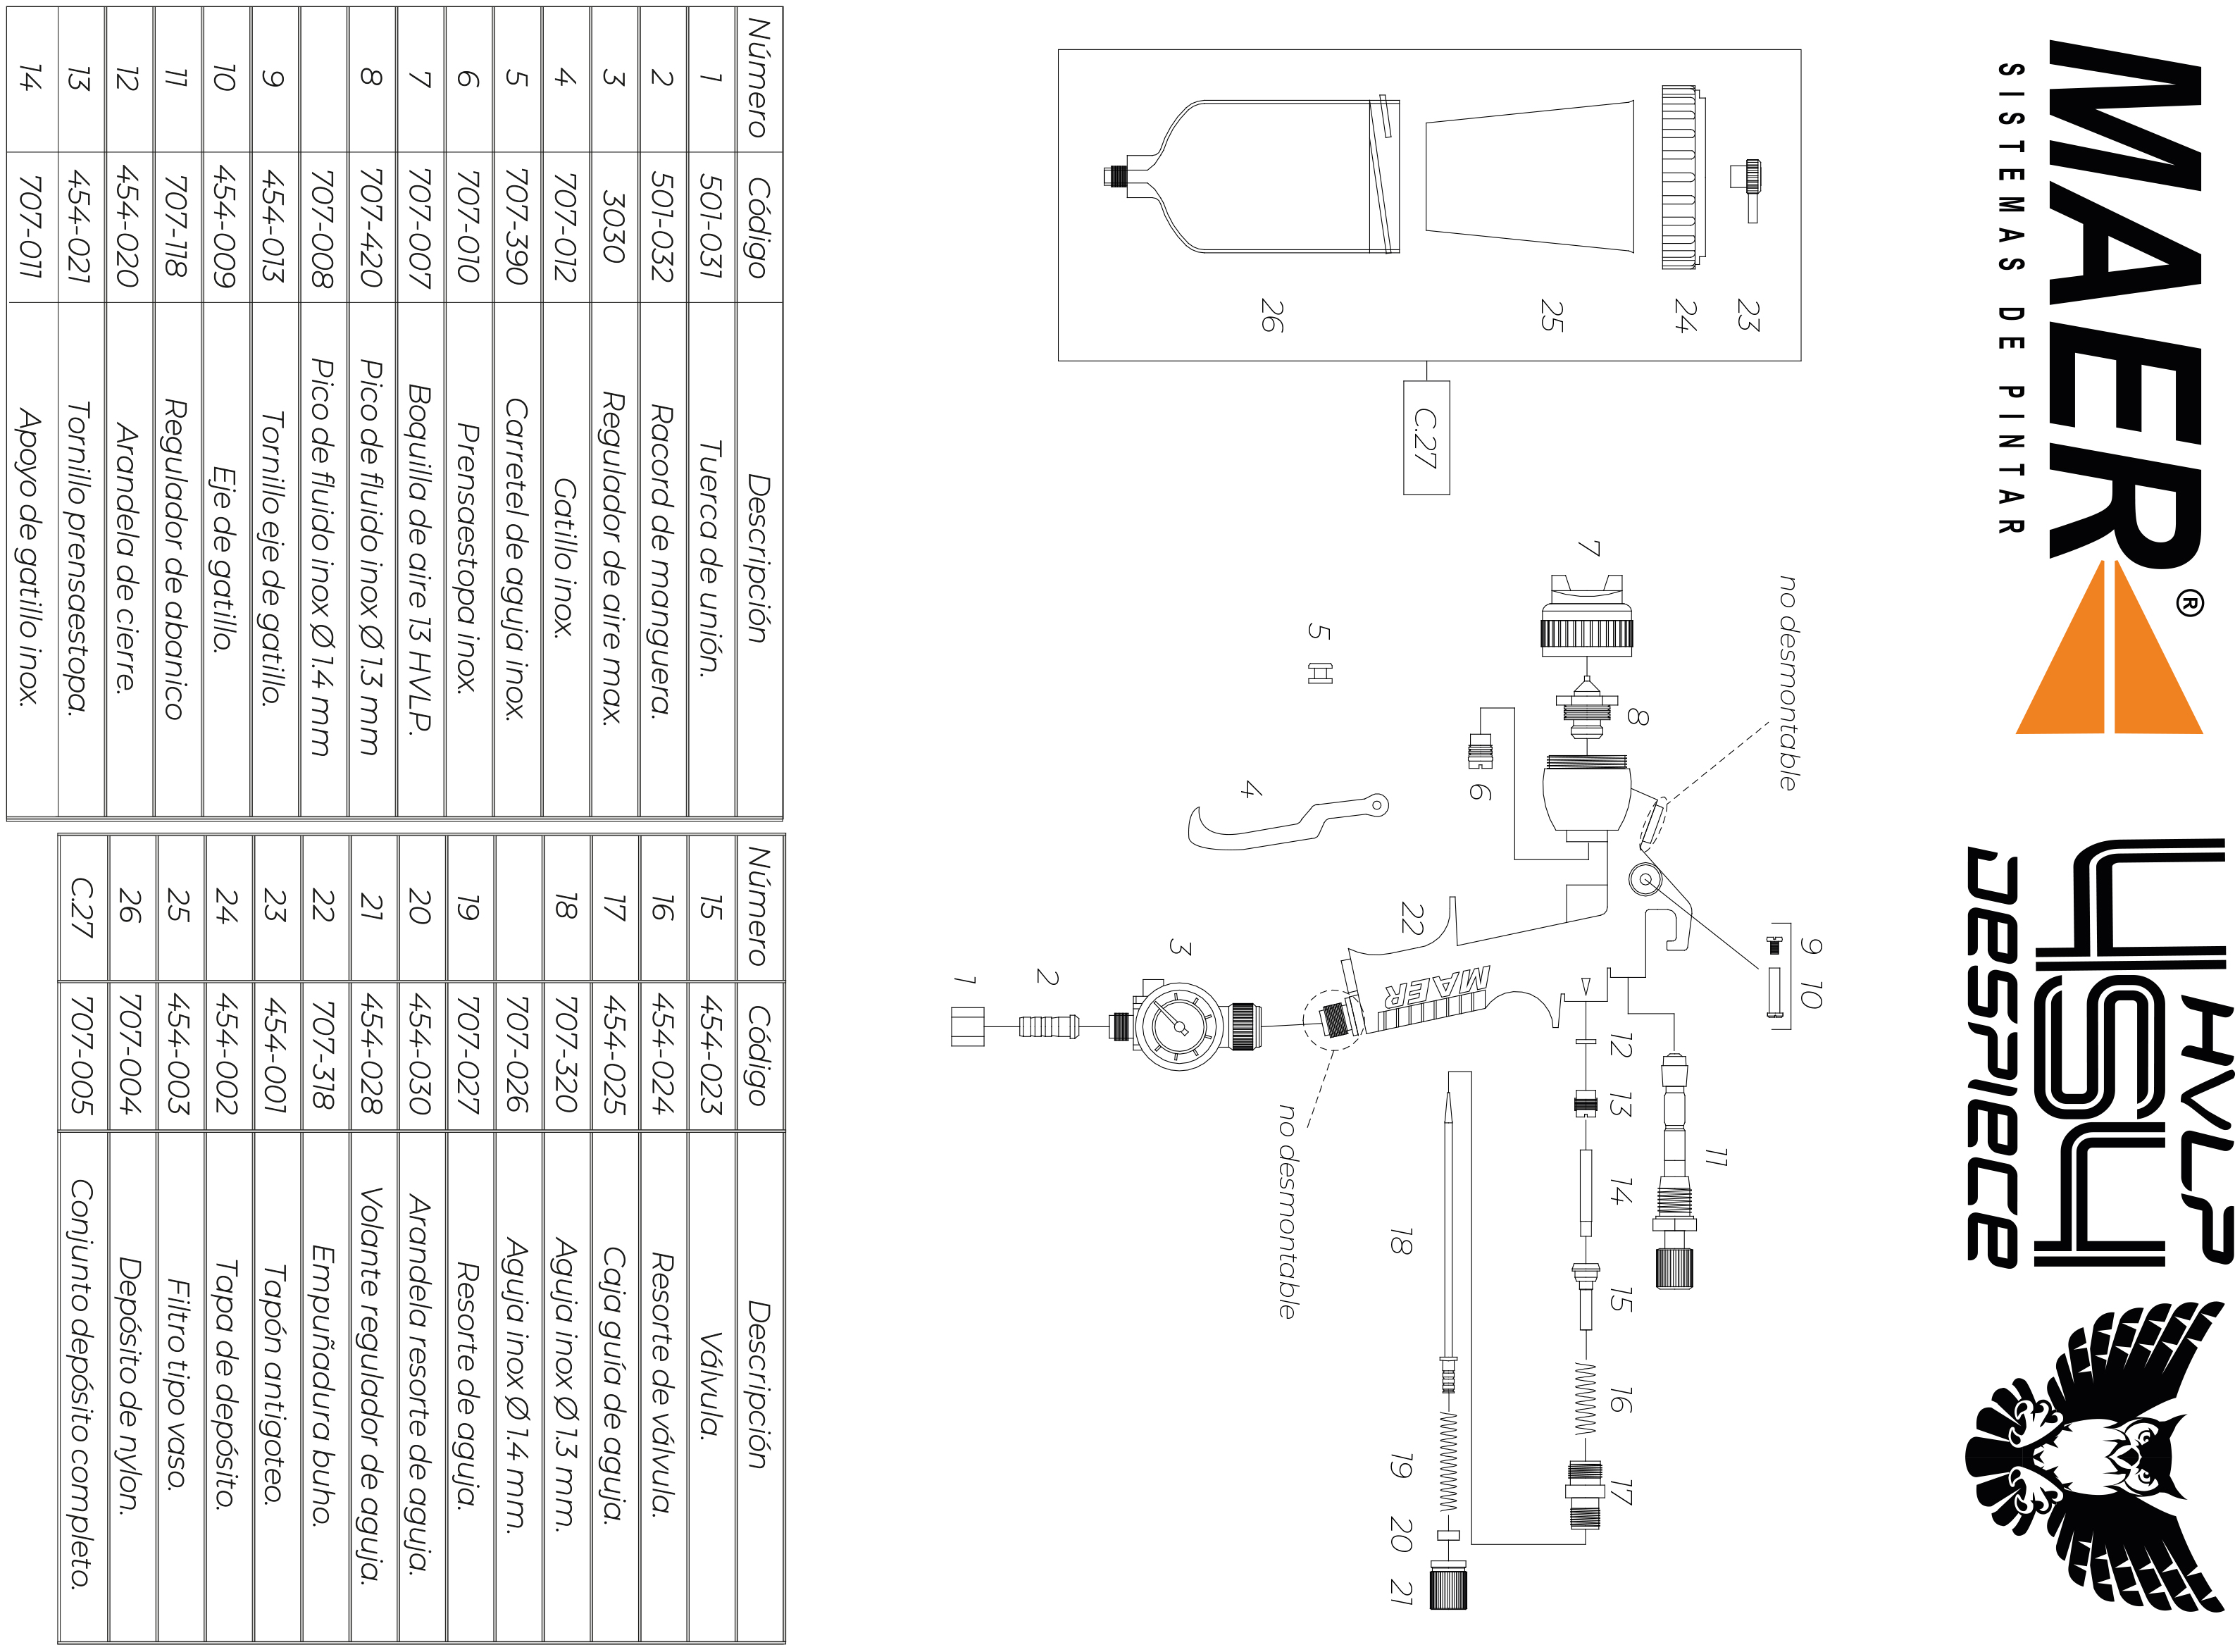 MAER®
SISTEMAS DE PINTAR
HVLP
4S4
DESPIECE
23
24
25
26
C.27
no desmontable
7
8
5
6
4
9 10
22
3
2
1
no desmontable
11
12 13 14 15 16 17
18 19 20 21
MAER
Número Código Descripción
1 501-031 Tuerca de unión.
2 501-032 Racord de manguera.
3 3030 Regulador de aire max.
4 707-012 Gatillo inox.
5 707-390 Carretel de aguja inox.
6 707-010 Prensaestopa inox.
7 707-007 Boquilla de aire 13 HVLP.
8 707-420 Pico de fluido inox Ø 1.3 mm
707-008 Pico de fluido inox Ø 1.4 mm
9 454-013 Tornillo eje de gatillo.
10 454-009 Eje de gatillo.
11 707-118 Regulador de abanico
12 454-020 Arandela de cierre.
13 454-021 Tornillo prensaestopa.
14 707-011 Apoyo de gatillo inox.
Número Código Descripción
15 454-023 Válvula.
16 454-024 Resorte de válvula.
17 454-025 Caja guía de aguja.
18 707-320 Aguja inox Ø 1.3 mm.
707-026 Aguja inox Ø 1.4 mm.
19 707-027 Resorte de aguja.
20 454-030 Arandela resorte de aguja.
21 454-028 Volante regulador de aguja.
22 707-318 Empuñadura buho.
23 454-001 Tapón antigoteo.
24 454-002 Tapa de depósito.
25 454-003 Filtro tipo vaso.
26 707-004 Depósito de nylon.
C.27 707-005 Conjunto depósito completo.